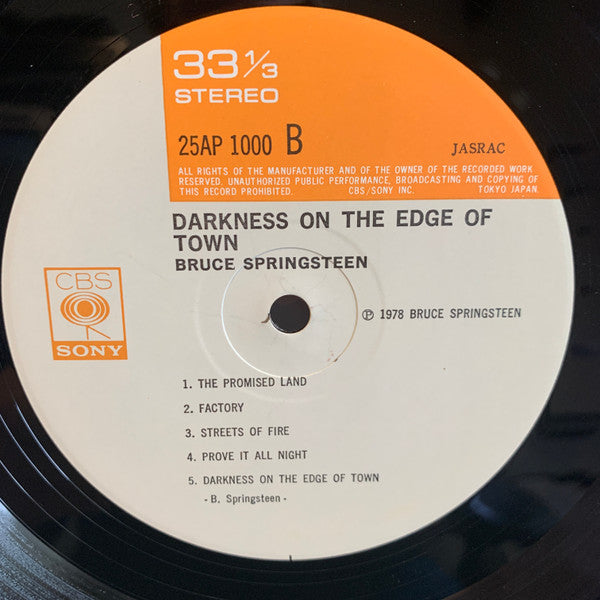 33 1/3
STEREO
25AP 1000 B
JASRAC
ALL RIGHTS OF THE MANUFACTURER AND OF THE OWNER OF THE RECORDED WORK
RESERVED. UNAUTHORIZED PUBLIC PERFORMANCE, BROADCASTING AND COPYING OF
THIS RECORD PROHIBITED. CBS/SONY INC. TOKYO JAPAN.
DARKNESS ON THE EDGE OF
TOWN
BRUCE SPRINGSTEEN
CBS
SONY
℗ 1978 BRUCE SPRINGSTEEN
1. THE PROMISED LAND
2. FACTORY
3. STREETS OF FIRE
4. PROVE IT ALL NIGHT
5. DARKNESS ON THE EDGE OF TOWN
- B. Springsteen -